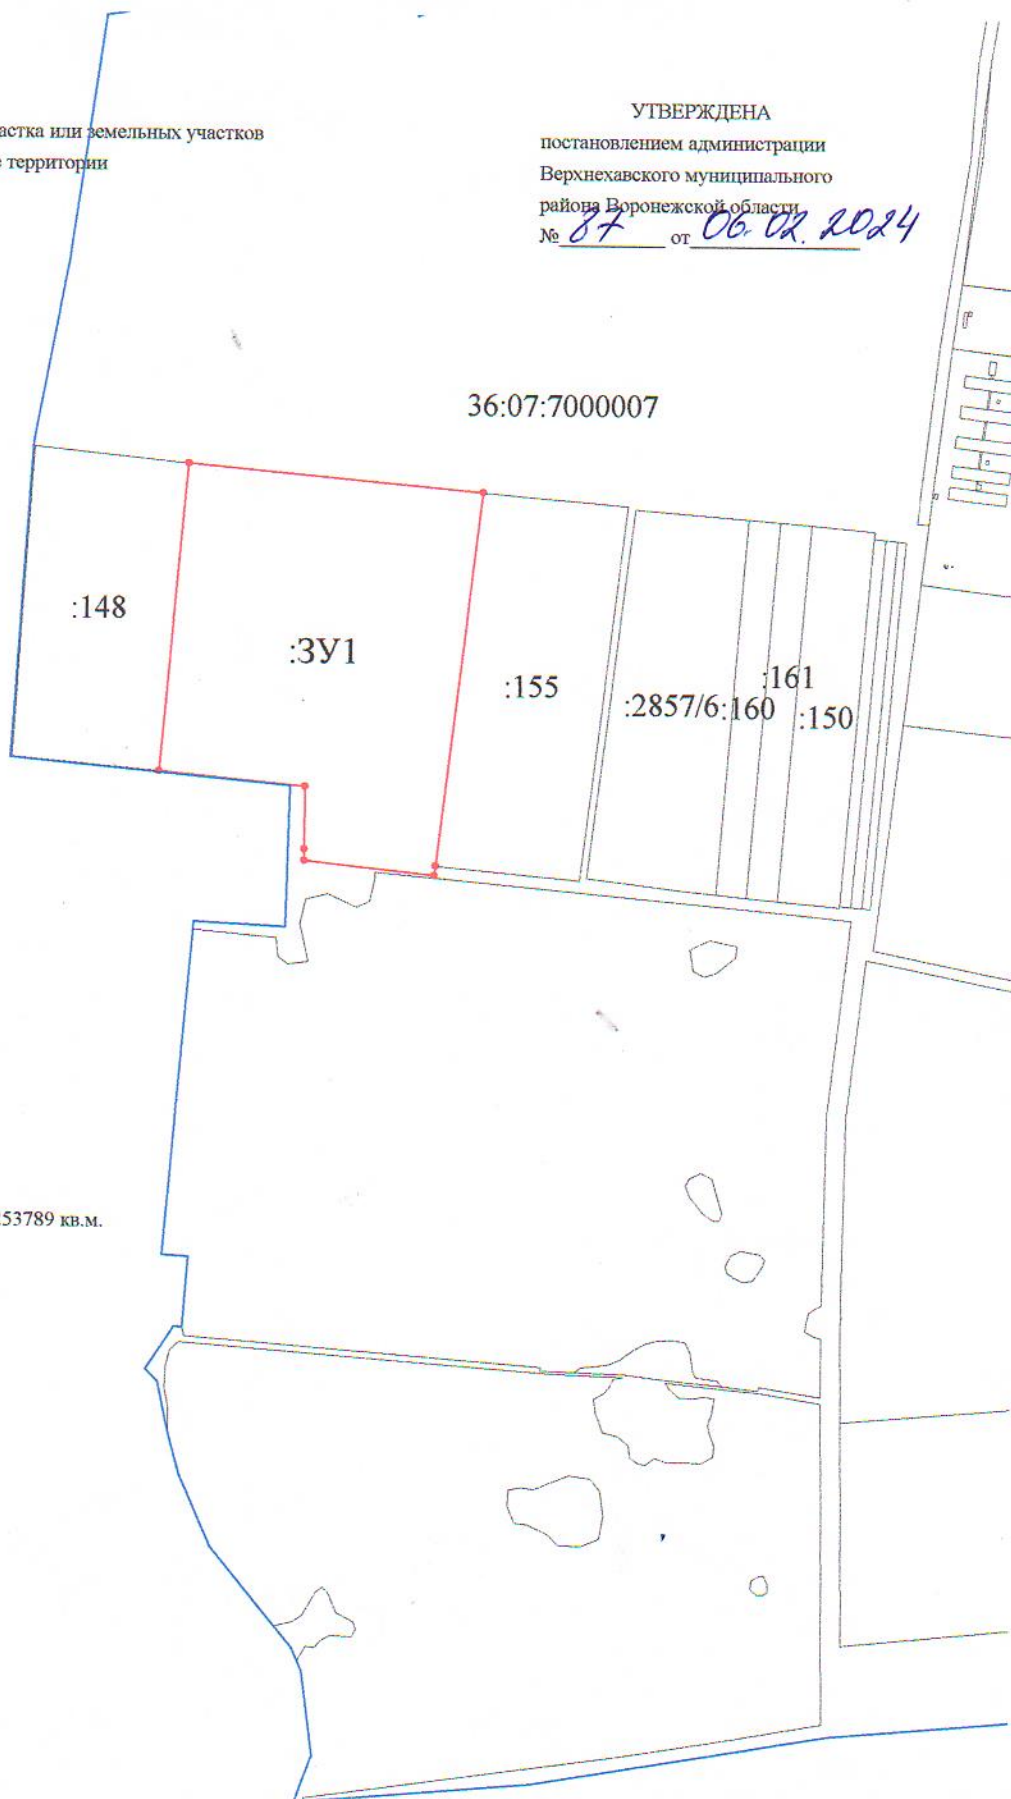 УТВЕРЖДЕНА
астка или земельных участков
постановлением администрации
территории
Верхнехавского муниципального
района Воронежской области
№ 87 от 06.02.2024
36:07:7000007
:148
:ЗУ1
:155
:161
:2857/6
:160
:150
53789 кв.м.